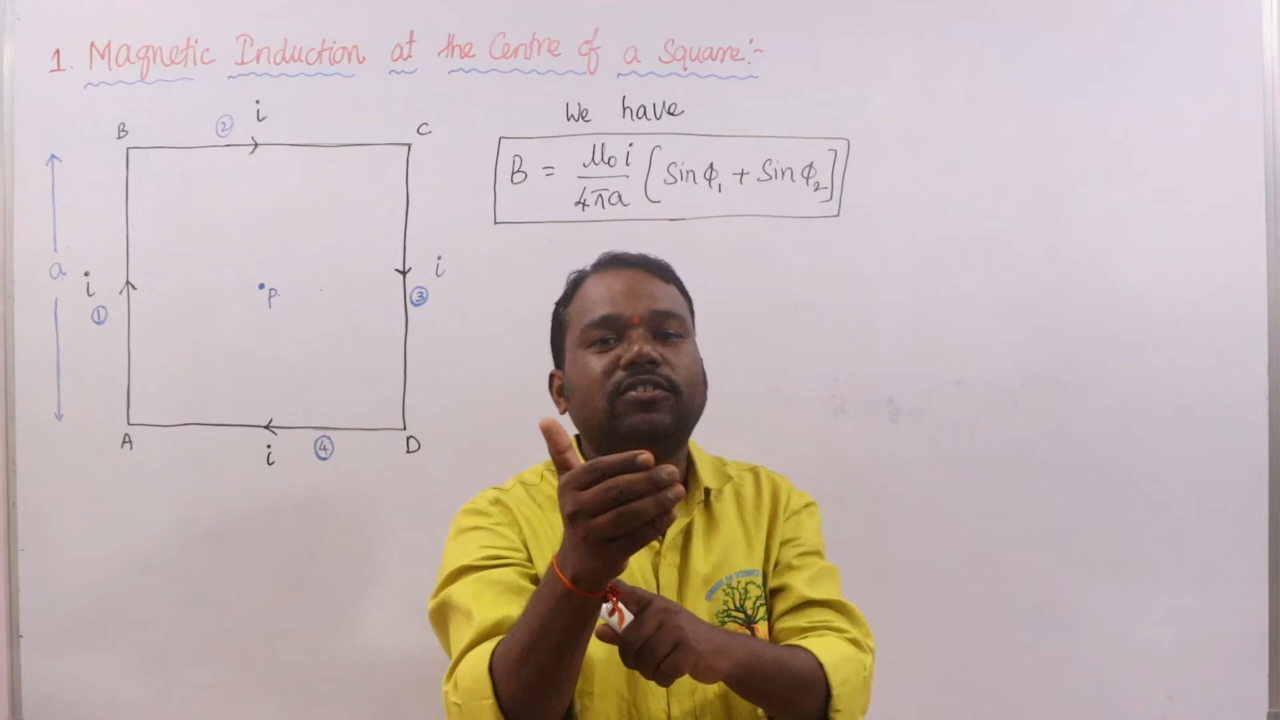 1. Magnetic Induction at the Centre of a Square:-
We have
B = μ₀ i / 4πa [Sin ϕ₁ + Sin ϕ₂]
B
② i
C
a
i
①
p
i
③
A
i
④
D